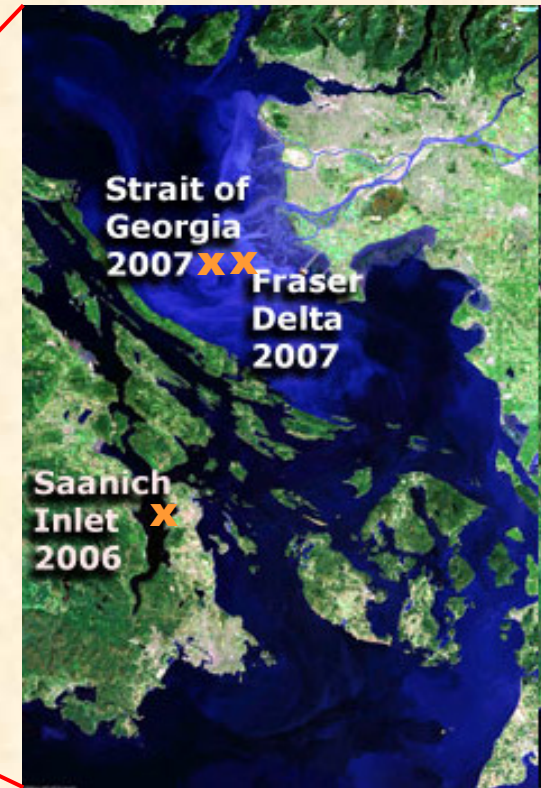 Strait of
Georgia
2007 X X
Fraser
Delta
2007
Saanich
Inlet X
2006